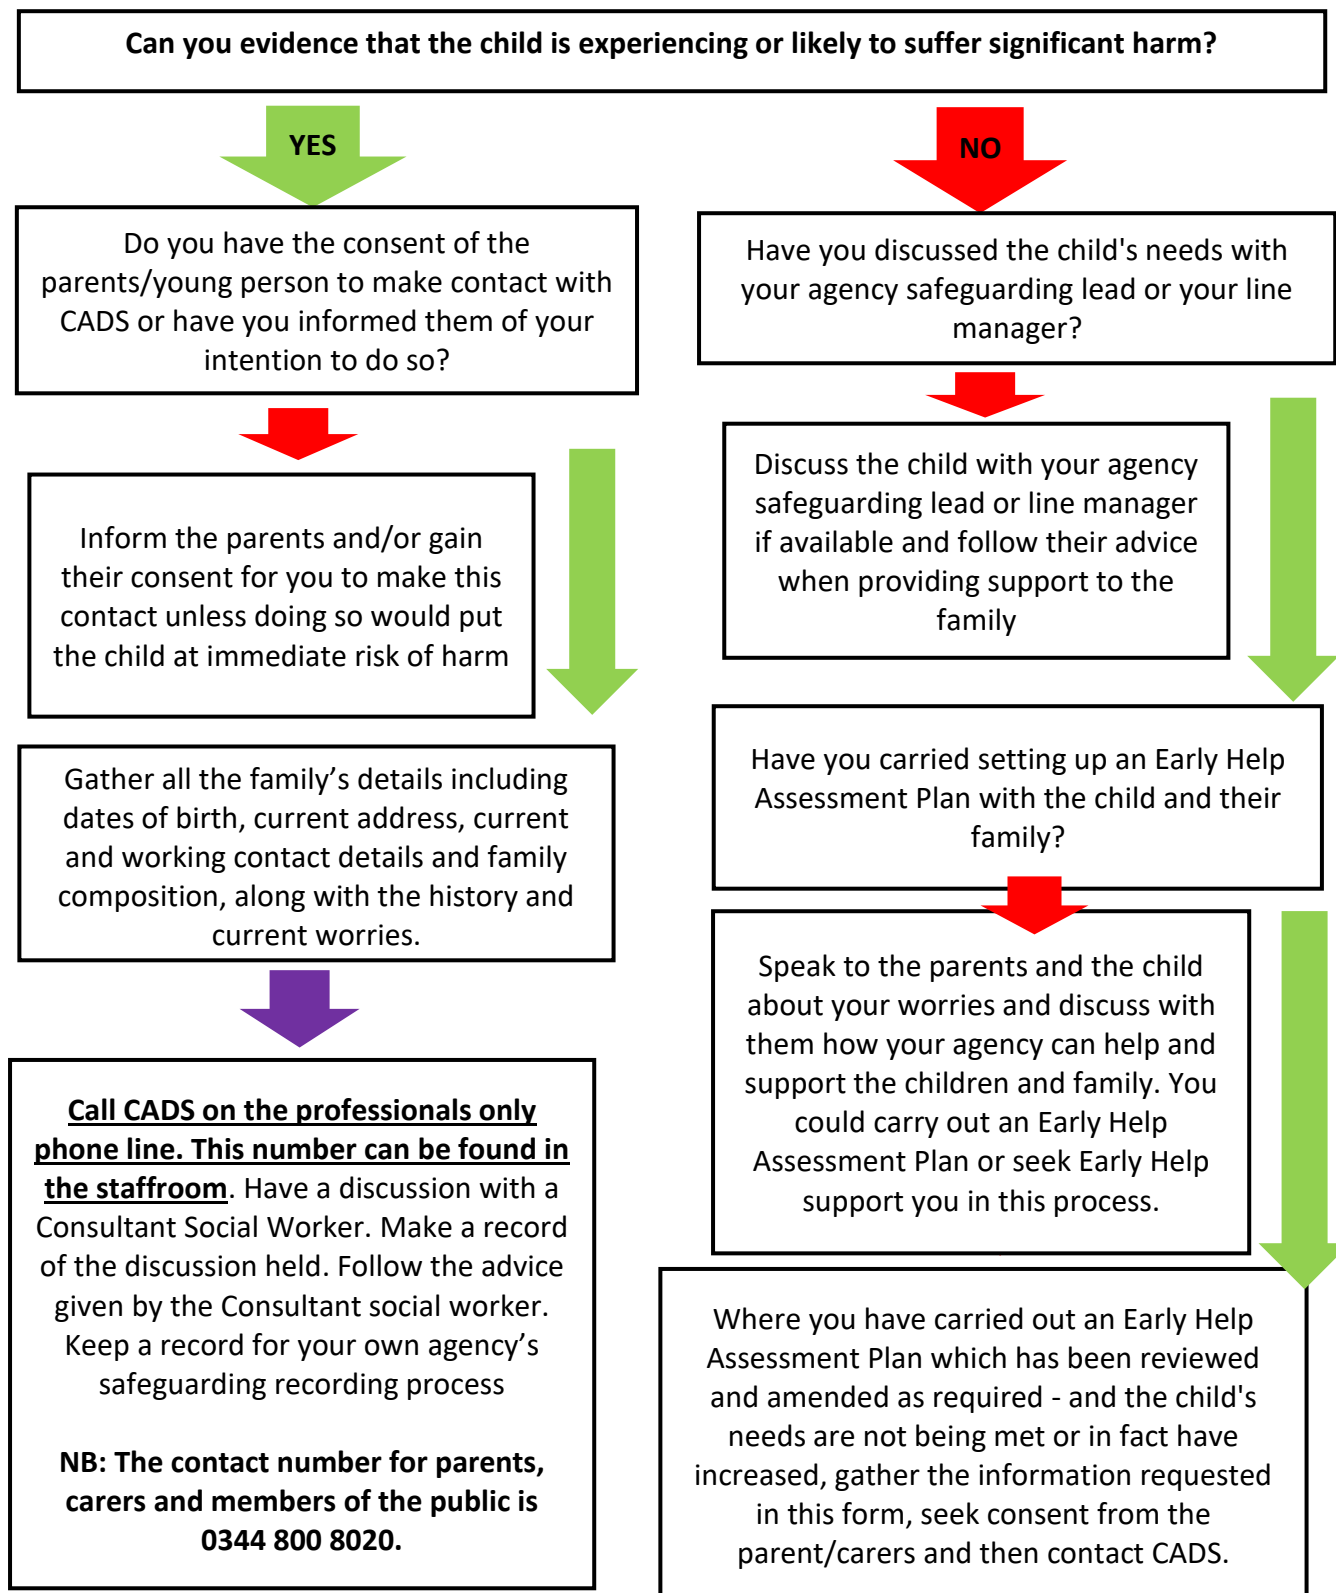 Can you evidence that the child is experiencing or likely to suffer significant harm?
YES
NO
Do you have the consent of the
parents/young person to make contact with
CADS or have you informed them of your
intention to do so?
Inform the parents and/or gain
their consent for you to make this
contact unless doing so would put
the child at immediate risk of harm
Gather all the family’s details including
dates of birth, current address, current
and working contact details and family
composition, along with the history and
current worries.
Call CADS on the professionals only
phone line. This number can be found in
the staffroom. Have a discussion with a
Consultant Social Worker. Make a record
of the discussion held. Follow the advice
given by the Consultant social worker.
Keep a record for your own agency’s
safeguarding recording process
NB: The contact number for parents,
carers and members of the public is
0344 800 8020.
Have you discussed the child's needs with
your agency safeguarding lead or your line
manager?
Discuss the child with your agency
safeguarding lead or line manager
if available and follow their advice
when providing support to the
family
Have you carried setting up an Early Help
Assessment Plan with the child and their
family?
Speak to the parents and the child
about your worries and discuss with
them how your agency can help and
support the children and family. You
could carry out an Early Help
Assessment Plan or seek Early Help
support you in this process.
Where you have carried out an Early Help
Assessment Plan which has been reviewed
and amended as required - and the child's
needs are not being met or in fact have
increased, gather the information requested
in this form, seek consent from the
parent/carers and then contact CADS.